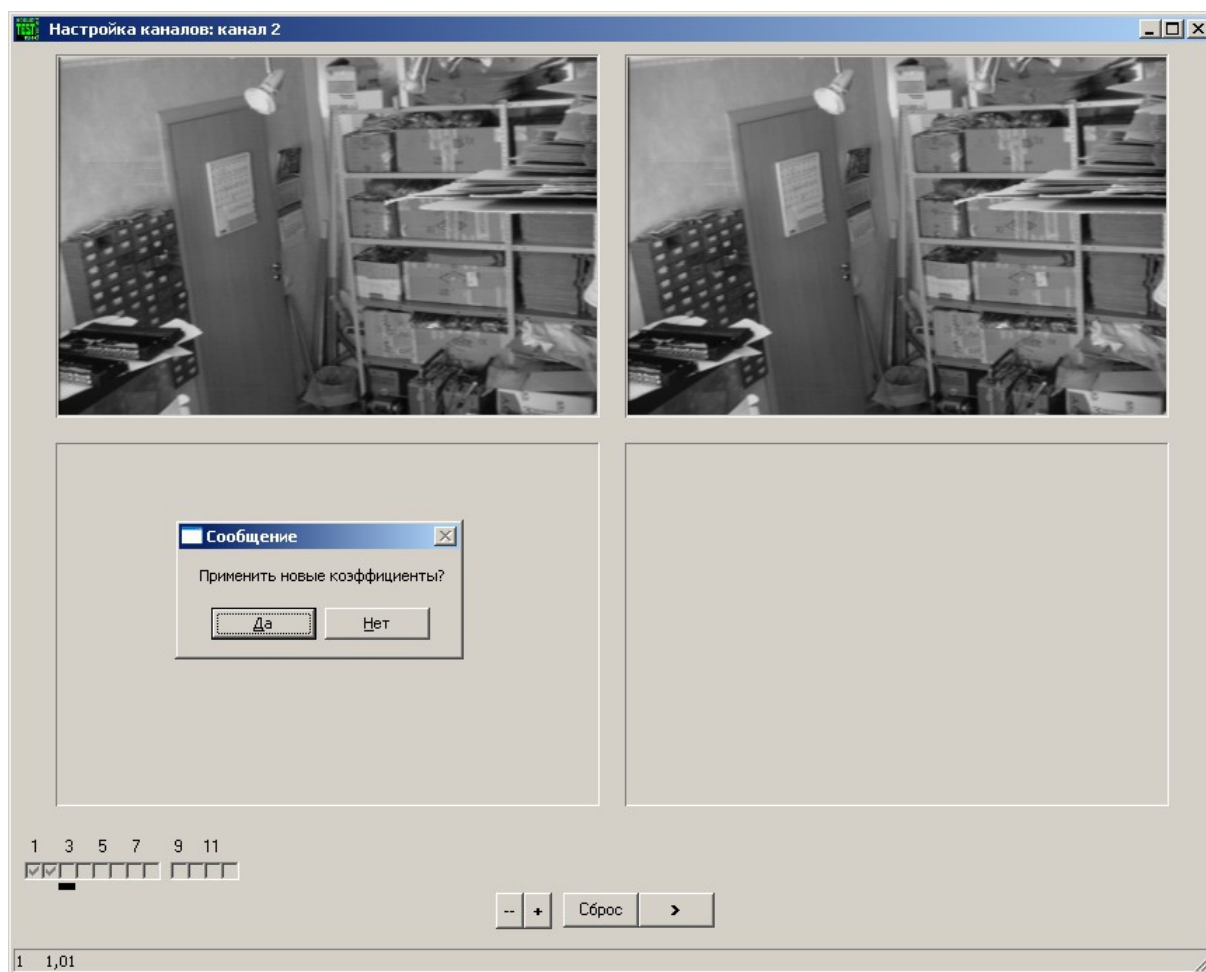 TEST
Настройка каналов: канал 2
Сообщение
Применить новые коэффициенты?
Да Нет
1 3 5 7 9 11
-- + Сброс >
1 1,01